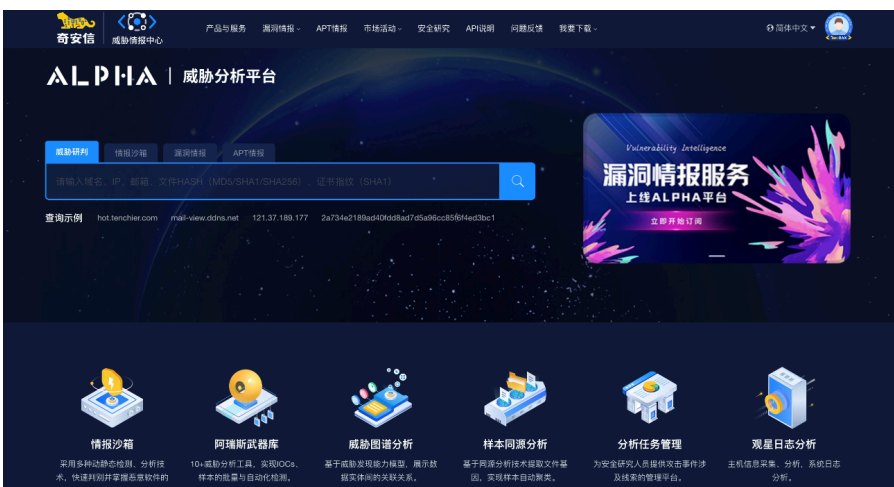 奇安信
威胁情报中心
产品与服务
漏洞情报
APT情报
市场活动
安全研究
API说明
问题反馈
我要下载
简体中文
ALPHA
威胁分析平台
威胁研判
情报沙箱
漏洞情报
APT情报
请输入域名、IP、邮箱、文件HASH（MD5/SHA1/SHA256）、证书指纹（SHA1）
查询示例 hot.tenchier.com mail-view.ddns.net 121.37.189.177 2a734e2189ad40fdd8ad7d5a96cc85f6f4ed3bc1
Vulnerability Intelligence
漏洞情报服务
上线ALPHA平台
立即开始订阅
情报沙箱
采用多种动静态检测、分析技
术，快速判别并掌握恶意软件的
阿瑞斯武器库
10+威胁分析工具，实现IOCs、
样本的批量与自动化检测。
威胁图谱分析
基于威胁发现能力模型，展示数
据实体间的关联关系。
样本同源分析
基于同源分析技术提取文件基
因，实现样本自动聚类。
分析任务管理
为安全研究人员提供攻击事件涉
及线索的管理平台。
观星日志分析
主机信息采集、分析，系统日志
分析。